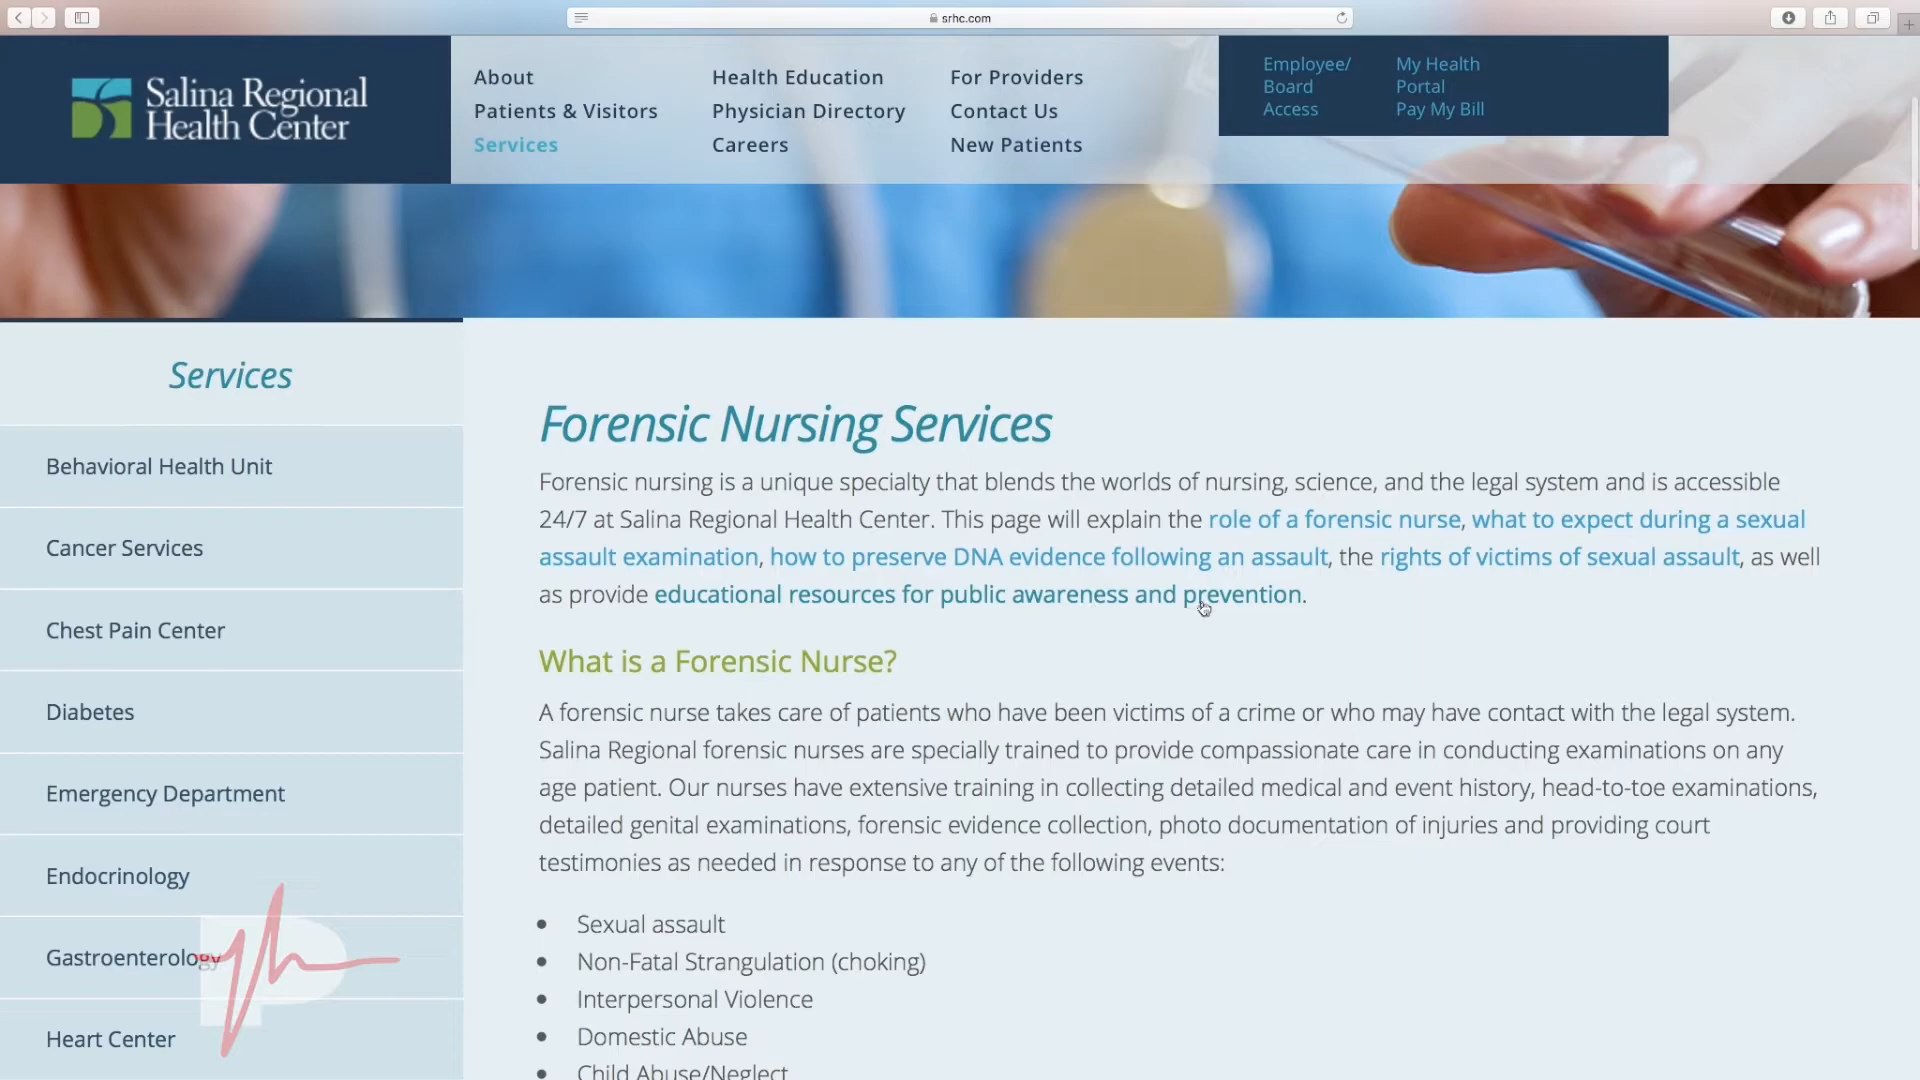 srhc.com
Salina Regional
Health Center
About
Patients & Visitors
Services
Health Education
Physician Directory
Careers
For Providers
Contact Us
New Patients
Employee/
Board
Access
My Health
Portal
Pay My Bill
Services
Behavioral Health Unit
Cancer Services
Chest Pain Center
Diabetes
Emergency Department
Endocrinology
Gastroenterology
Heart Center
Forensic Nursing Services
Forensic nursing is a unique specialty that blends the worlds of nursing, science, and the legal system and is accessible
24/7 at Salina Regional Health Center. This page will explain the role of a forensic nurse, what to expect during a sexual
assault examination, how to preserve DNA evidence following an assault, the rights of victims of sexual assault, as well
as provide educational resources for public awareness and prevention.
What is a Forensic Nurse?
A forensic nurse takes care of patients who have been victims of a crime or who may have contact with the legal system.
Salina Regional forensic nurses are specially trained to provide compassionate care in conducting examinations on any
age patient. Our nurses have extensive training in collecting detailed medical and event history, head-to-toe examinations,
detailed genital examinations, forensic evidence collection, photo documentation of injuries and providing court
testimonies as needed in response to any of the following events:
• Sexual assault
• Non-Fatal Strangulation (choking)
• Interpersonal Violence
• Domestic Abuse
• Child Abuse/Neglect